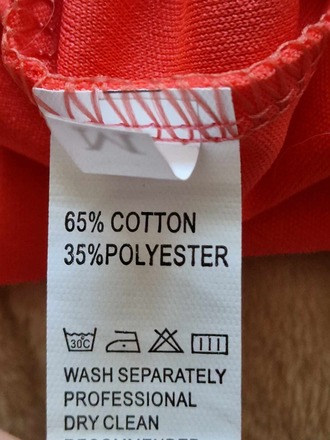 M
65% COTTON
35%POLYESTER
30C
WASH SEPARATELY
PROFESSIONAL
DRY CLEAN